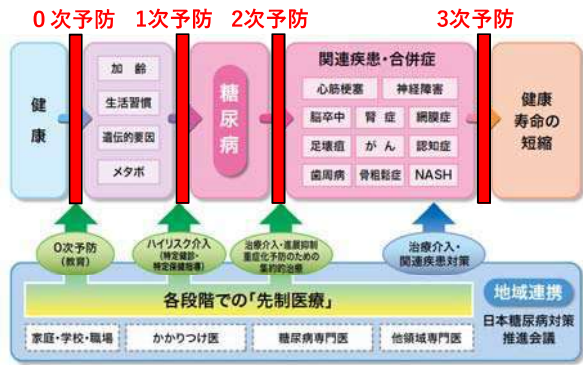 0次予防
1次予防
2次予防
3次予防
健康
加齢
生活習慣
遺伝的要因
メタボ
糖尿病
関連疾患・合併症
心筋梗塞
神経障害
脳卒中
腎症
網膜症
足壊疽
がん
認知症
歯周病
骨粗鬆症
NASH
健康
寿命の
短縮
0次予防
(教育)
ハイリスク介入
(特定健診・
特定保健指導)
治療介入・進展抑制
重症化予防のための
集約的治療
治療介入・
関連疾患対策
各段階での「先制医療」
地域連携
日本糖尿病対策
推進会議
家庭・学校・職場
かかりつけ医
糖尿病専門医
他領域専門医